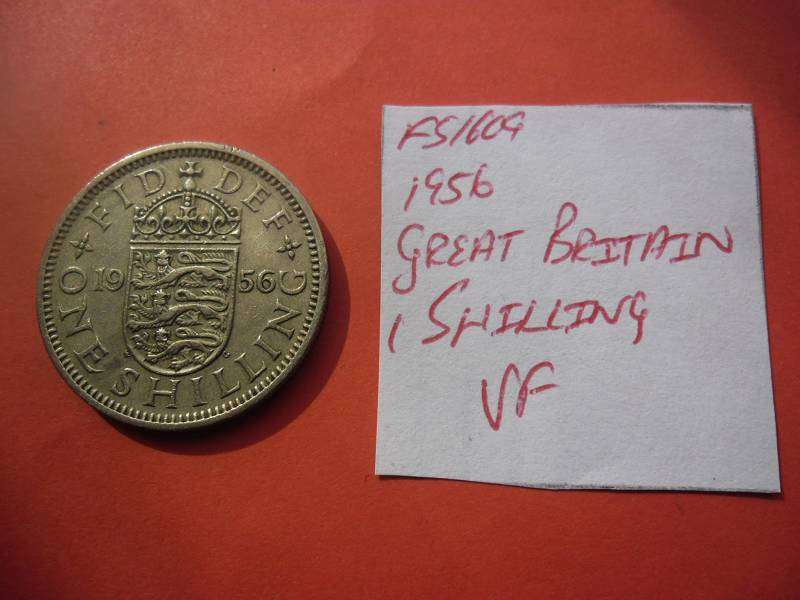 FID DEF
19 56
ONE SHILLING
FS1609
1956
GREAT BRITAIN
1 SHILLING
VF